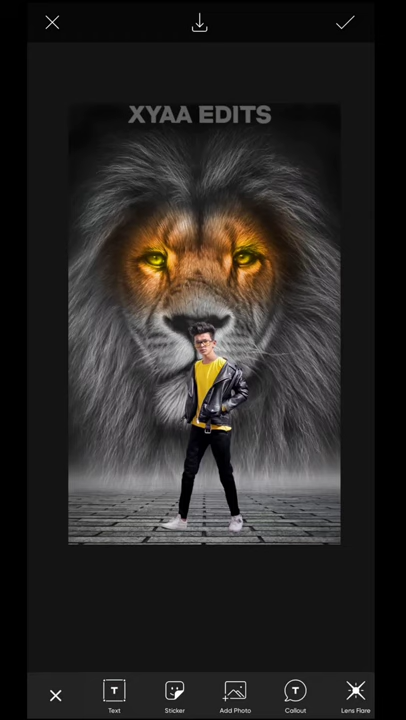 XYAA EDITS
Text
Sticker
Add Photo
Callout
Lens Flare